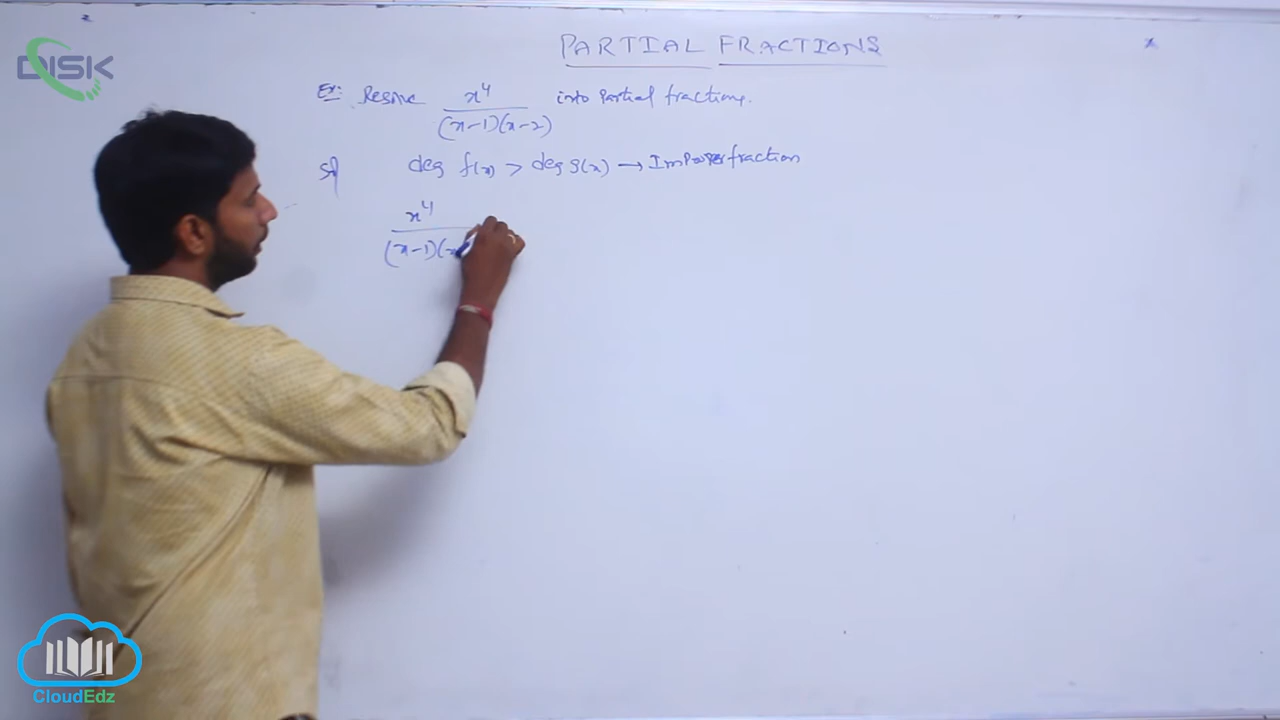 DISK
PARTIAL FRACTIONS
Ex: Resolve x⁴/(x-1)(x-2) into Partial fractions.
Sol deg f(x) > deg g(x) → Improper fraction
x⁴
(x-1)(x
CloudEdz